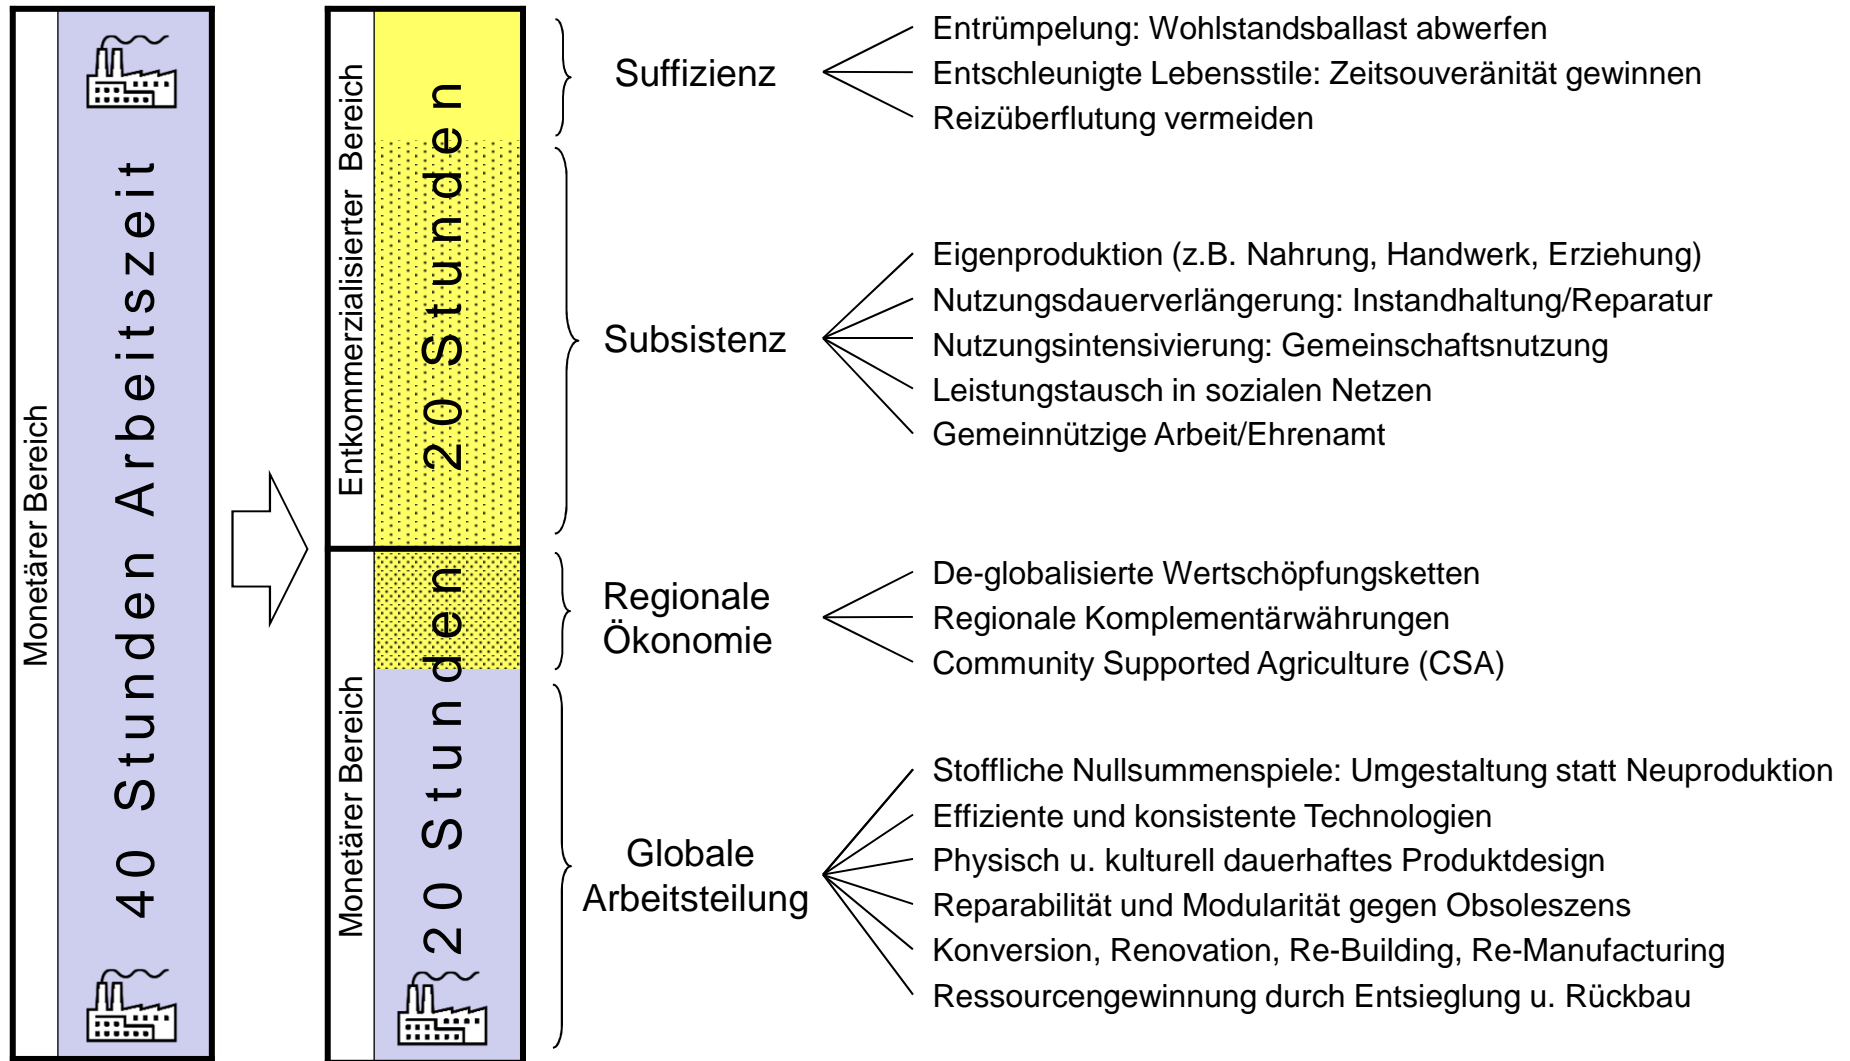 Monetärer Bereich
40 Stunden Arbeitszeit
Entkommerzialisierter Bereich
20 Stunden
Monetärer Bereich
20 Stunden
Suffizienz
Entrümpelung: Wohlstandsballast abwerfen
Entschleunigte Lebensstile: Zeitsouveränität gewinnen
Reizüberflutung vermeiden
Subsistenz
Eigenproduktion (z.B. Nahrung, Handwerk, Erziehung)
Nutzungsdauerverlängerung: Instandhaltung/Reparatur
Nutzungsintensivierung: Gemeinschaftsnutzung
Leistungstausch in sozialen Netzen
Gemeinnützige Arbeit/Ehrenamt
Regionale
Ökonomie
De-globalisierte Wertschöpfungsketten
Regionale Komplementärwährungen
Community Supported Agriculture (CSA)
Globale
Arbeitsteilung
Stoffliche Nullsummenspiele: Umgestaltung statt Neuproduktion
Effiziente und konsistente Technologien
Physisch u. kulturell dauerhaftes Produktdesign
Reparabilität und Modularität gegen Obsoleszens
Konversion, Renovation, Re-Building, Re-Manufacturing
Ressourcengewinnung durch Entsieglung u. Rückbau